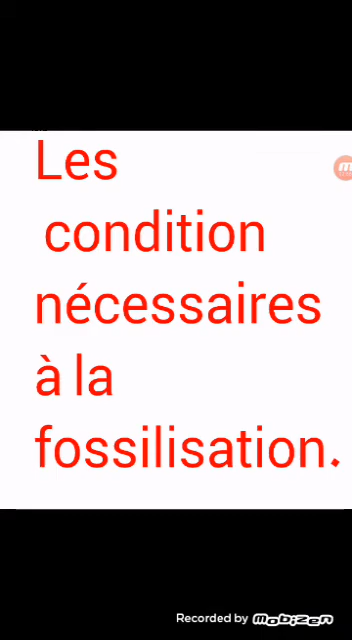 Les
condition
nécessaires
à la
fossilisation.
Recorded by Mobizen